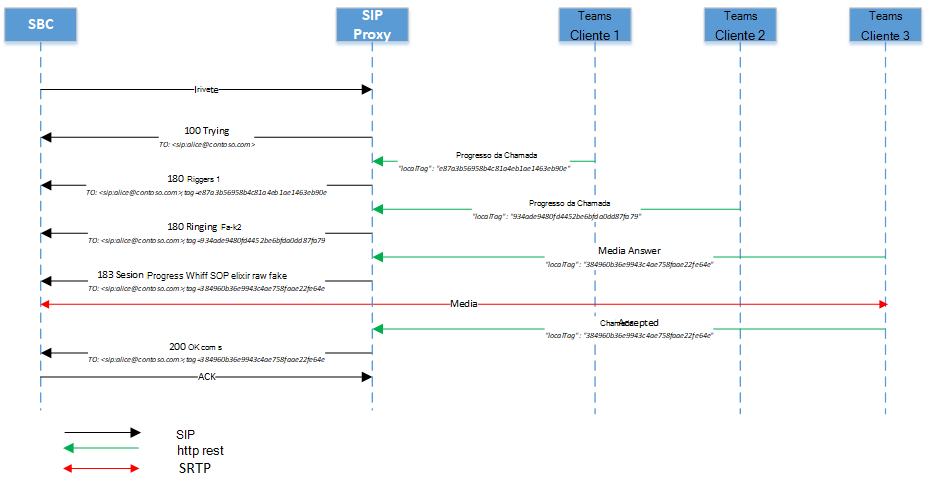 SBC
SIP
Proxy
Teams
Cliente 1
Teams
Cliente 2
Teams
Cliente 3
Irivete
100 Trying
TO: <sip:alice@contoso.com>
Progresso da Chamada
"localTag" : "e87a3b56958b4c81a4eb1ae1463eb90e"
180 Riggers 1
TO: <sip:alice@contoso.com>;tag=e87a3b56958b4c81a4eb1ae1463eb90e
Progresso da Chamada
"localTag" : "934ade9480fd4452be6bfda0dd87fa79"
180 Ringing Fa-k2
TO: <sip:alice@contoso.com>;tag=934ade9480fd4452be6bfda0dd87fa79
Media Answer
"localTag" : "384960b36e9943c4ae758faae22fe64e"
183 Sesion Progress Whiff SOP elixir raw fake
TO: <sip:alice@contoso.com>;tag=384960b36e9943c4ae758faae22fe64e
Media
Chamada Accepted
"localTag" : "384960b36e9943c4ae758faae22fe64e"
200 OK com s
TO: <sip:alice@contoso.com>;tag=384960b36e9943c4ae758faae22fe64e
ACK
SIP
http rest
SRTP